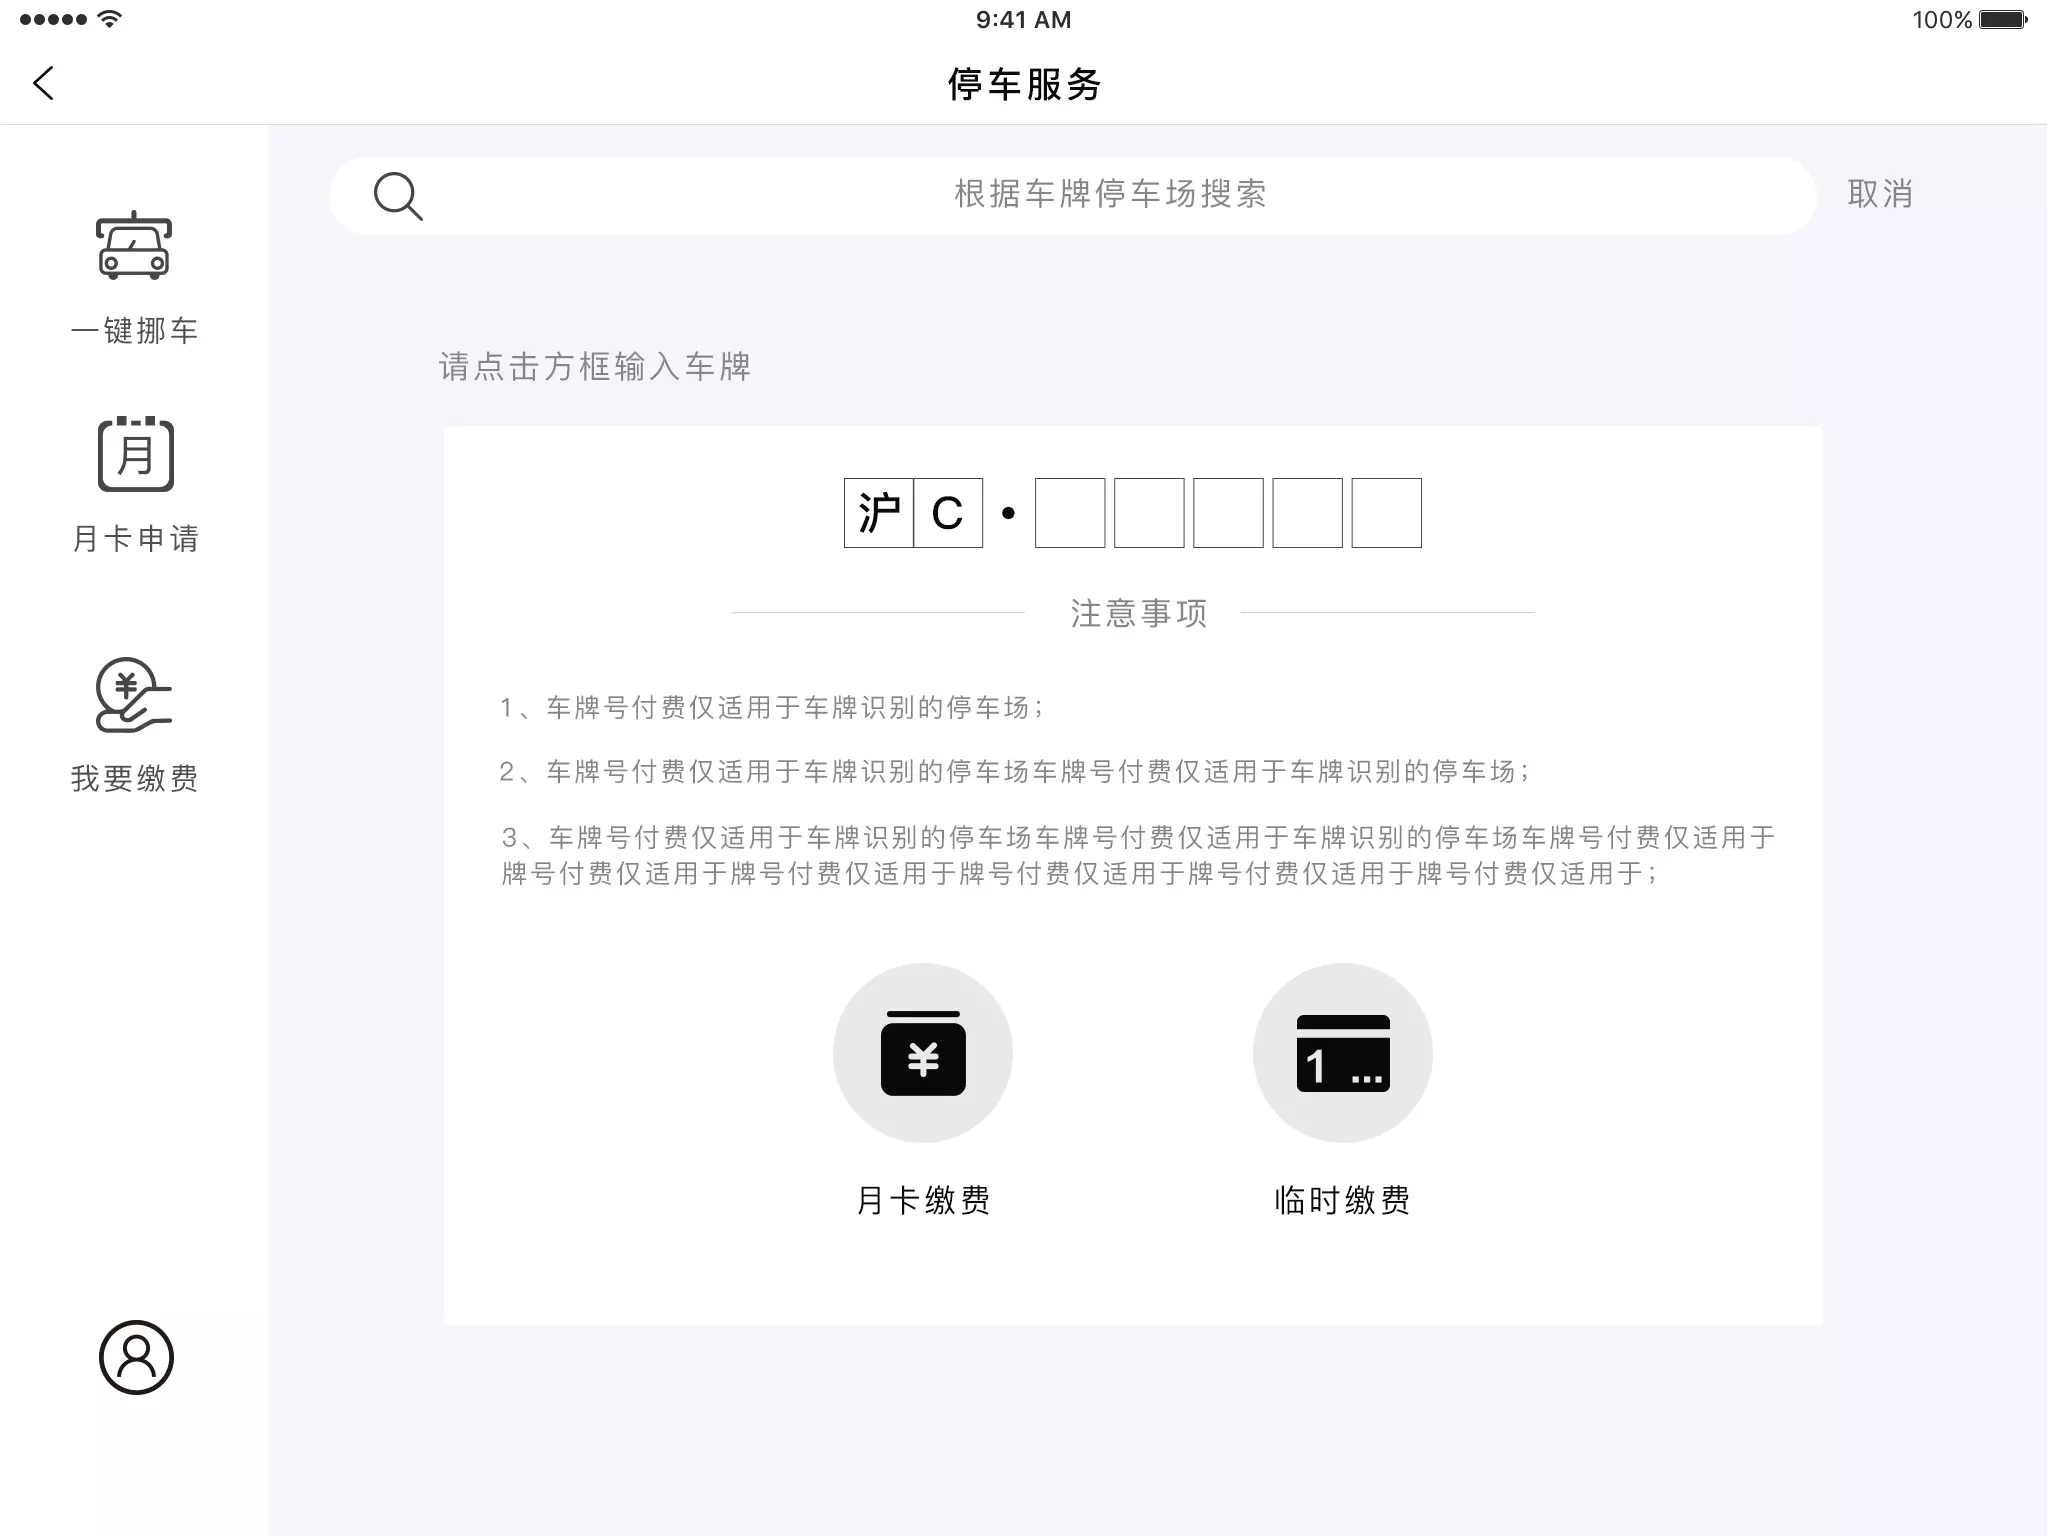 9:41 AM
100%
停车服务
根据车牌停车场搜索
取消
一键挪车
请点击方框输入车牌
月
月卡申请
沪C·
注意事项
¥
我要缴费
1、车牌号付费仅适用于车牌识别的停车场；
2、车牌号付费仅适用于车牌识别的停车场车牌号付费仅适用于车牌识别的停车场；
3、车牌号付费仅适用于车牌识别的停车场车牌号付费仅适用于车牌识别的停车场车牌号付费仅适用于
牌号付费仅适用于牌号付费仅适用于牌号付费仅适用于牌号付费仅适用于牌号付费仅适用于；
¥
1 ...
月卡缴费
临时缴费